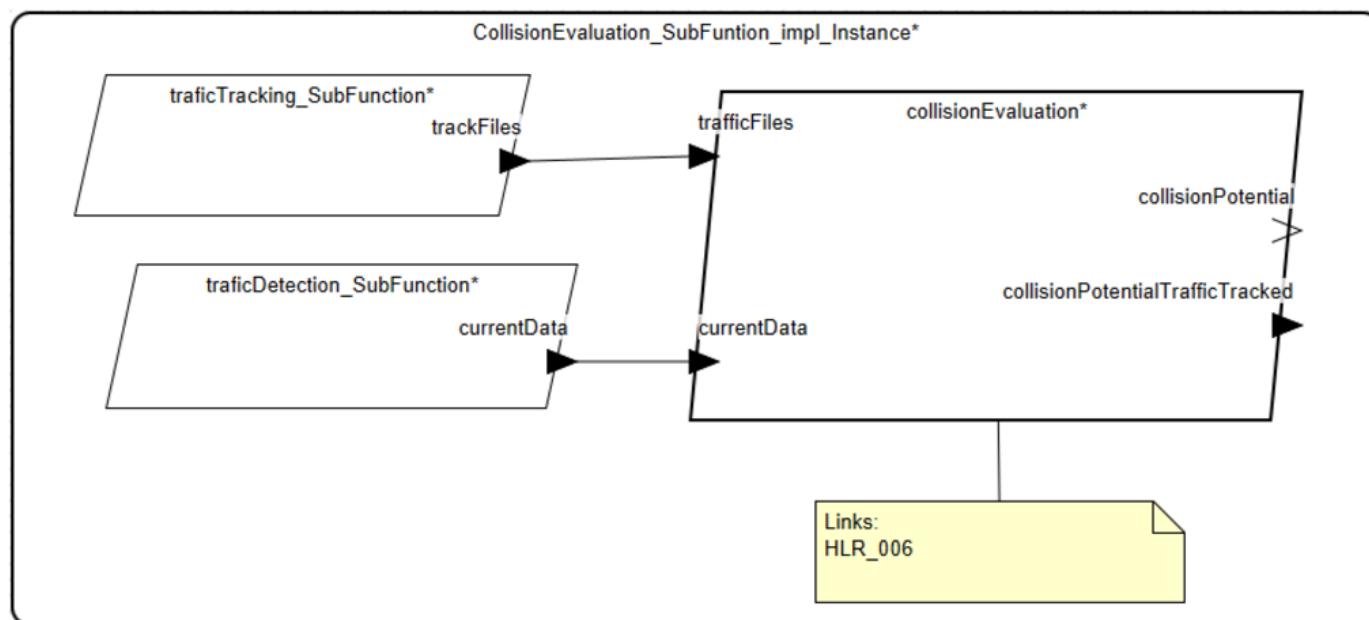 CollisionEvaluation_SubFuntion_impl_Instance*
traficTracking_SubFunction*
trackFiles
trafficFiles
collisionEvaluation*
collisionPotential
traficDetection_SubFunction*
collisionPotentialTrafficTracked
currentData
currentData
Links:
HLR_006